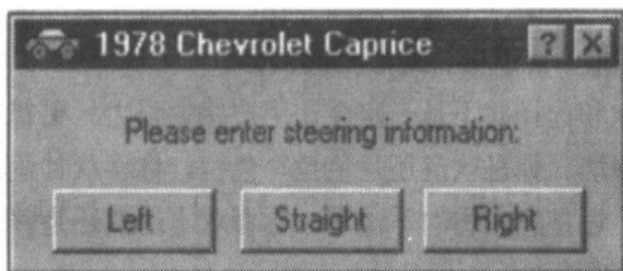 1978 Chevrolet Caprice ? X
Please enter steering information:
Left Straight Right